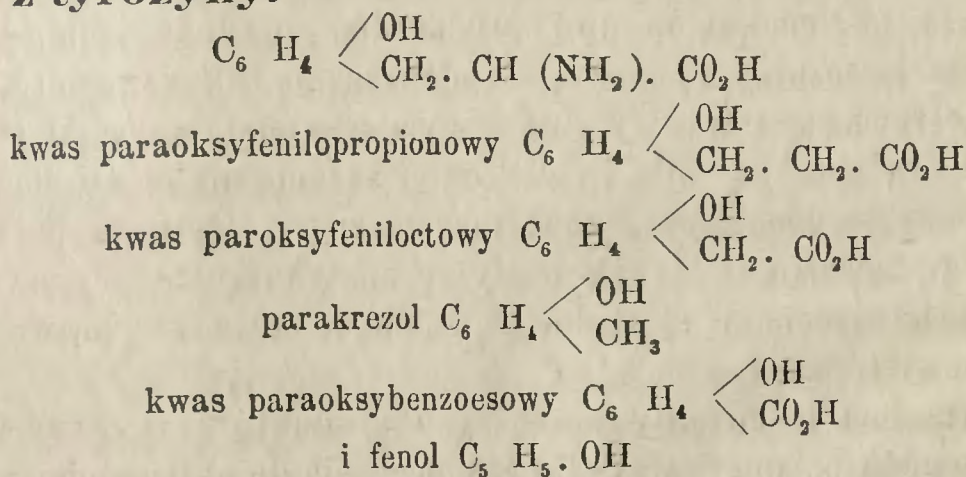 z tyrozyny:
OH
C₆ H₄
CH₂. CH (NH₂). CO₂H
OH
kwas paraoksyfenilopropionowy C₆ H₄
CH₂. CH₂. CO₂H
OH
kwas paroksyfeniloctowy C₆ H₄
CH₂. CO₂H
OH
parakrezol C₆ H₄
CH₃
OH
kwas paraoksybenzoesowy C₆ H₄
CO₂H
i fenol C₅ H₅. OH